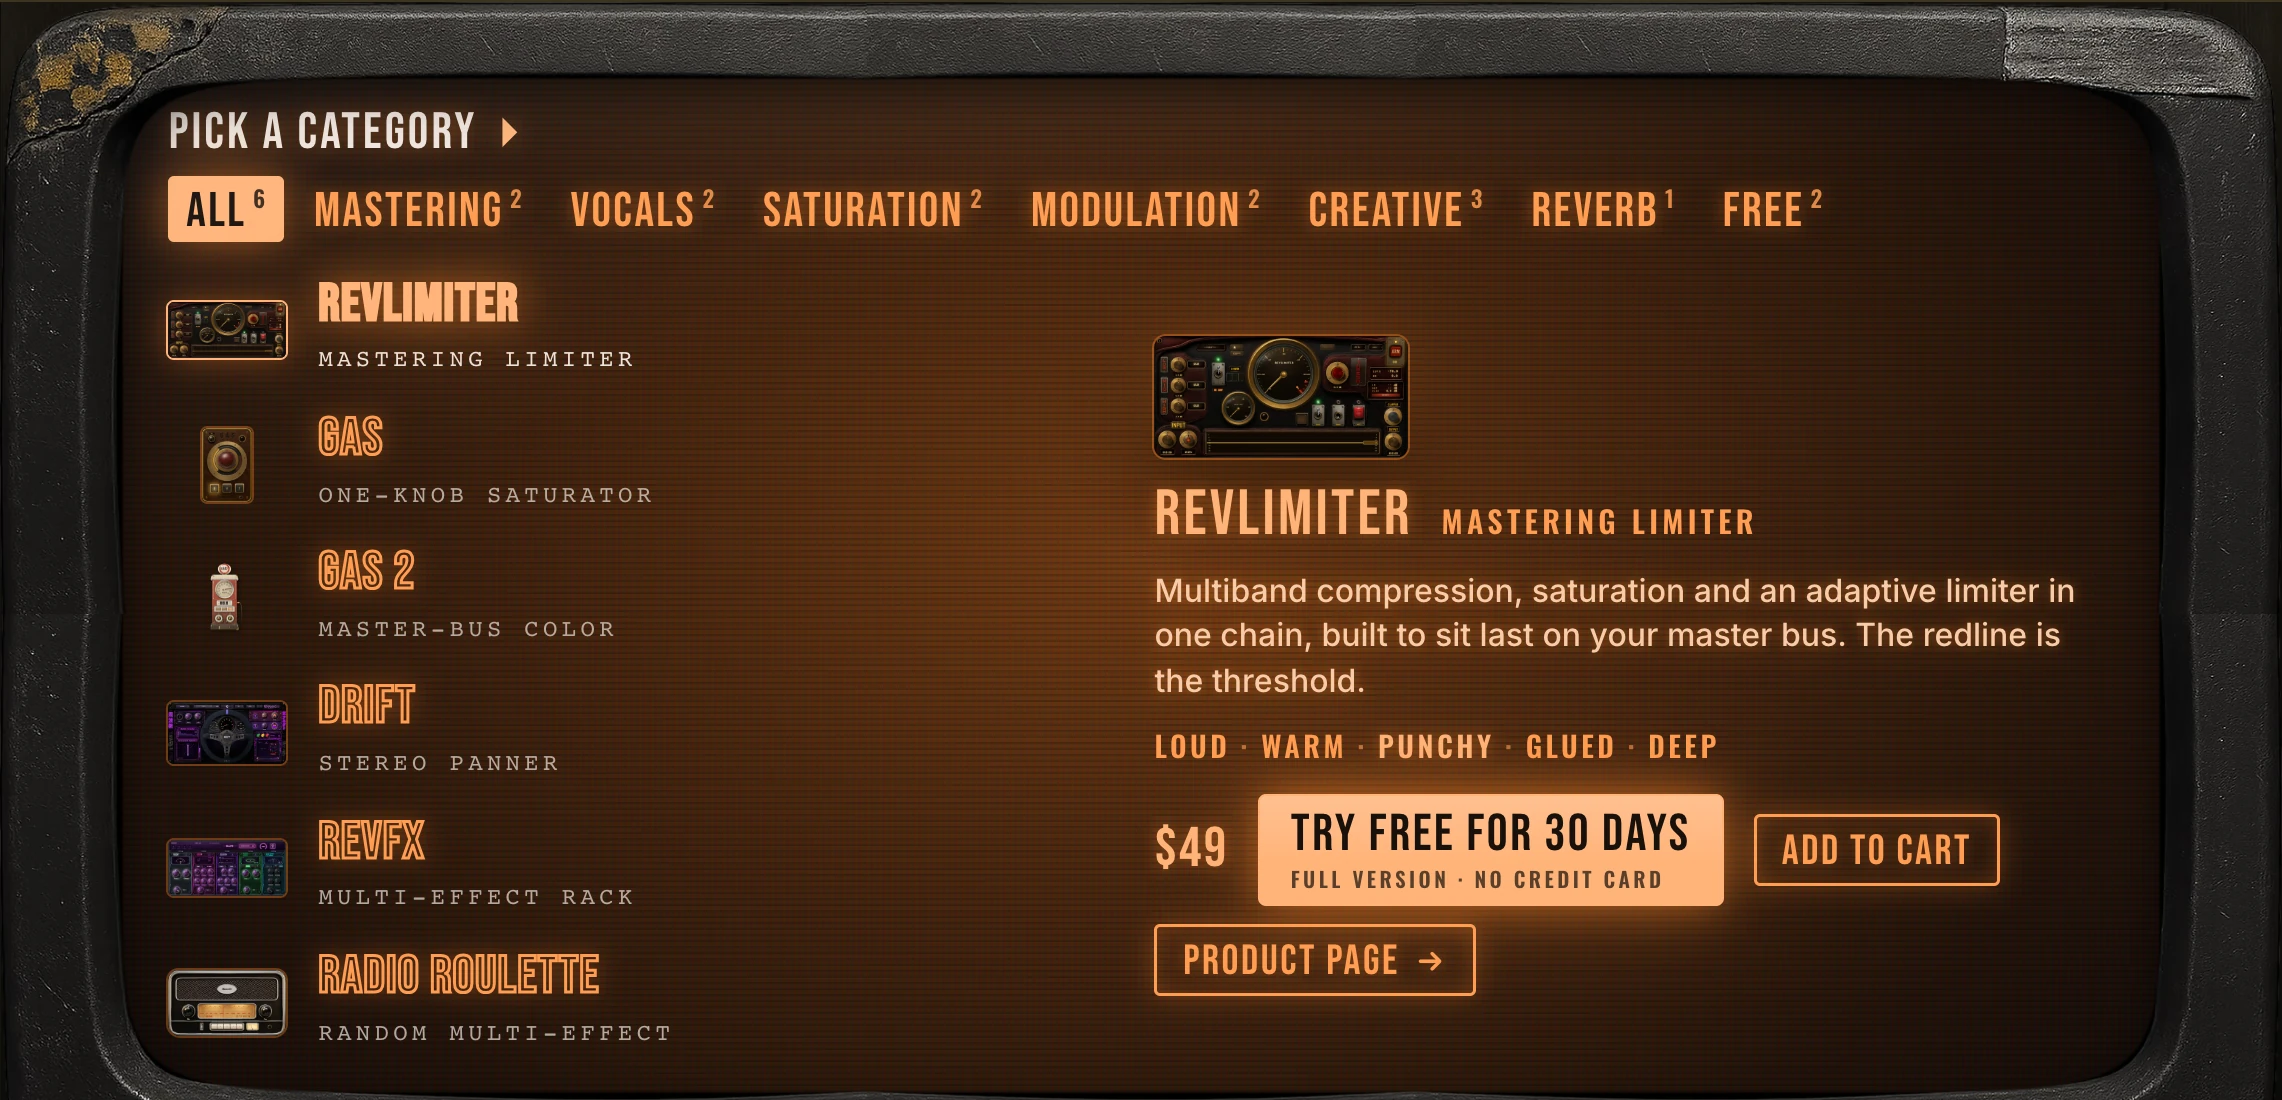 PICK A CATEGORY
ALL 6 MASTERING 2 VOCALS 2 SATURATION 2 MODULATION 2 CREATIVE 3 REVERB 1 FREE 2
REVLIMITER
MASTERING LIMITER
GAS
ONE-KNOB SATURATOR
GAS 2
MASTER-BUS COLOR
DRIFT
STEREO PANNER
REVFX
MULTI-EFFECT RACK
RADIO ROULETTE
RANDOM MULTI-EFFECT
REVLIMITER MASTERING LIMITER
Multiband compression, saturation and an adaptive limiter in
one chain, built to sit last on your master bus. The redline is
the threshold.
LOUD · WARM · PUNCHY · GLUED · DEEP
$49
TRY FREE FOR 30 DAYS
FULL VERSION · NO CREDIT CARD
ADD TO CART
PRODUCT PAGE →